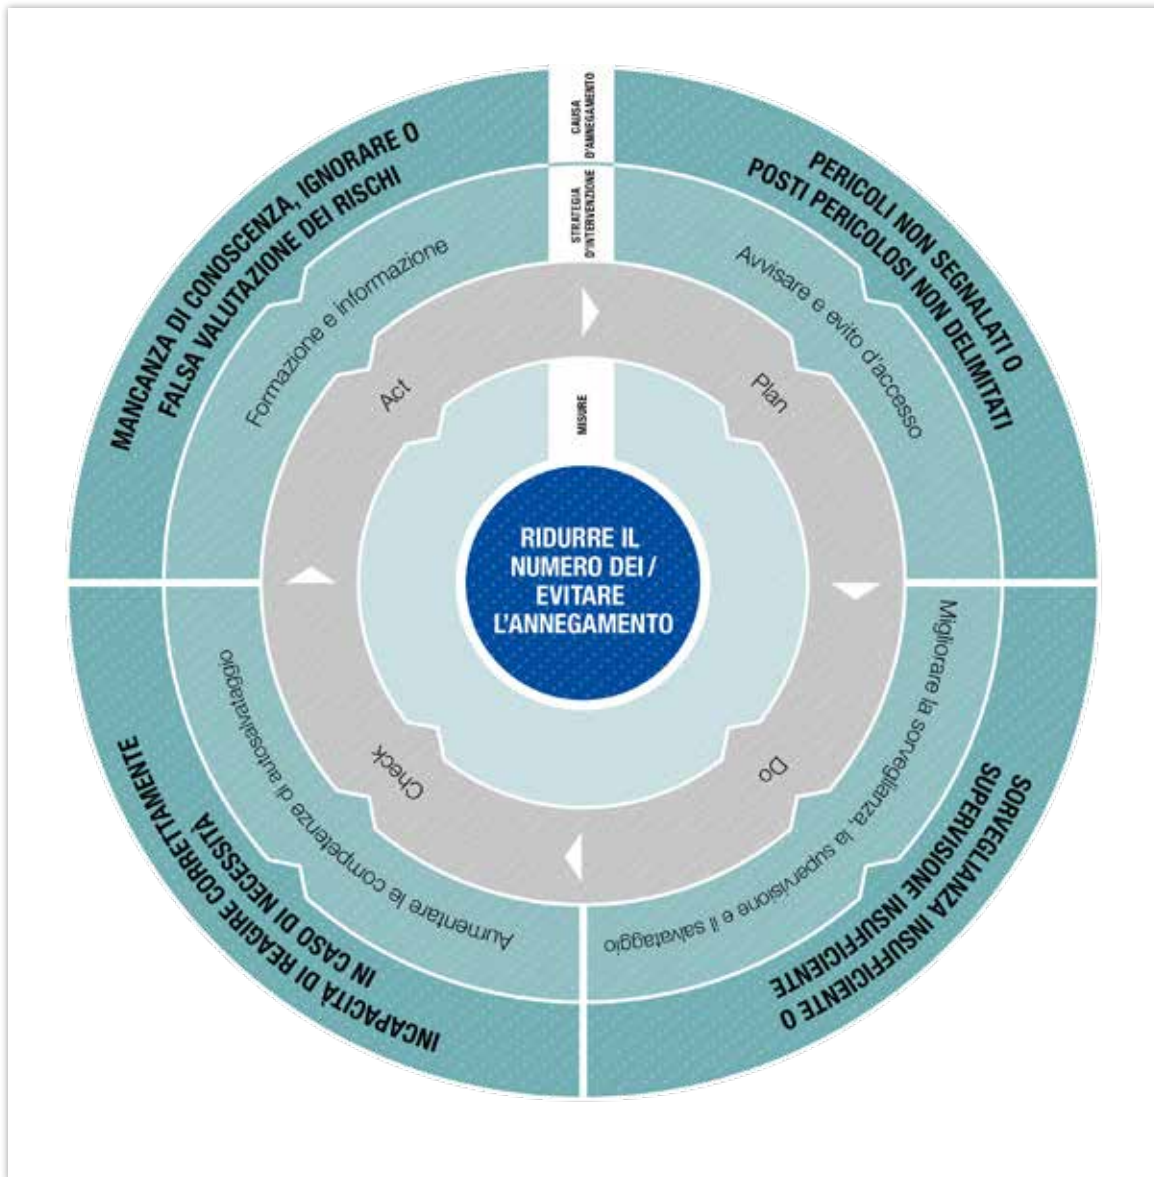 CAUSA
D'ANNEGAMENTO
STRATEGIA
D'INTERVENZIONE
MISURE
MANCANZA DI CONOSCENZA, IGNORARE O
FALSA VALUTAZIONE DEI RISCHI
Formazione e informazione
Act
PERICOLI NON SEGNALATI O
POSTI PERICOLOSI NON DELIMITATI
Avvisare e evito d'accesso
Plan
RIDURRE IL
NUMERO DEI /
EVITARE
L'ANNEGAMENTO
Migliorare la sorveglianza, la supervisione e il salvataggio
SORVEGLIANZA INSUFFICIENTE O
SUPERVISIONE INSUFFICIENTE
Do
Check
Aumentare le competenze di autosalvataggio
INCAPACITÀ DI REAGIRE CORRETTAMENTE
IN CASO DI NECESSITÀ